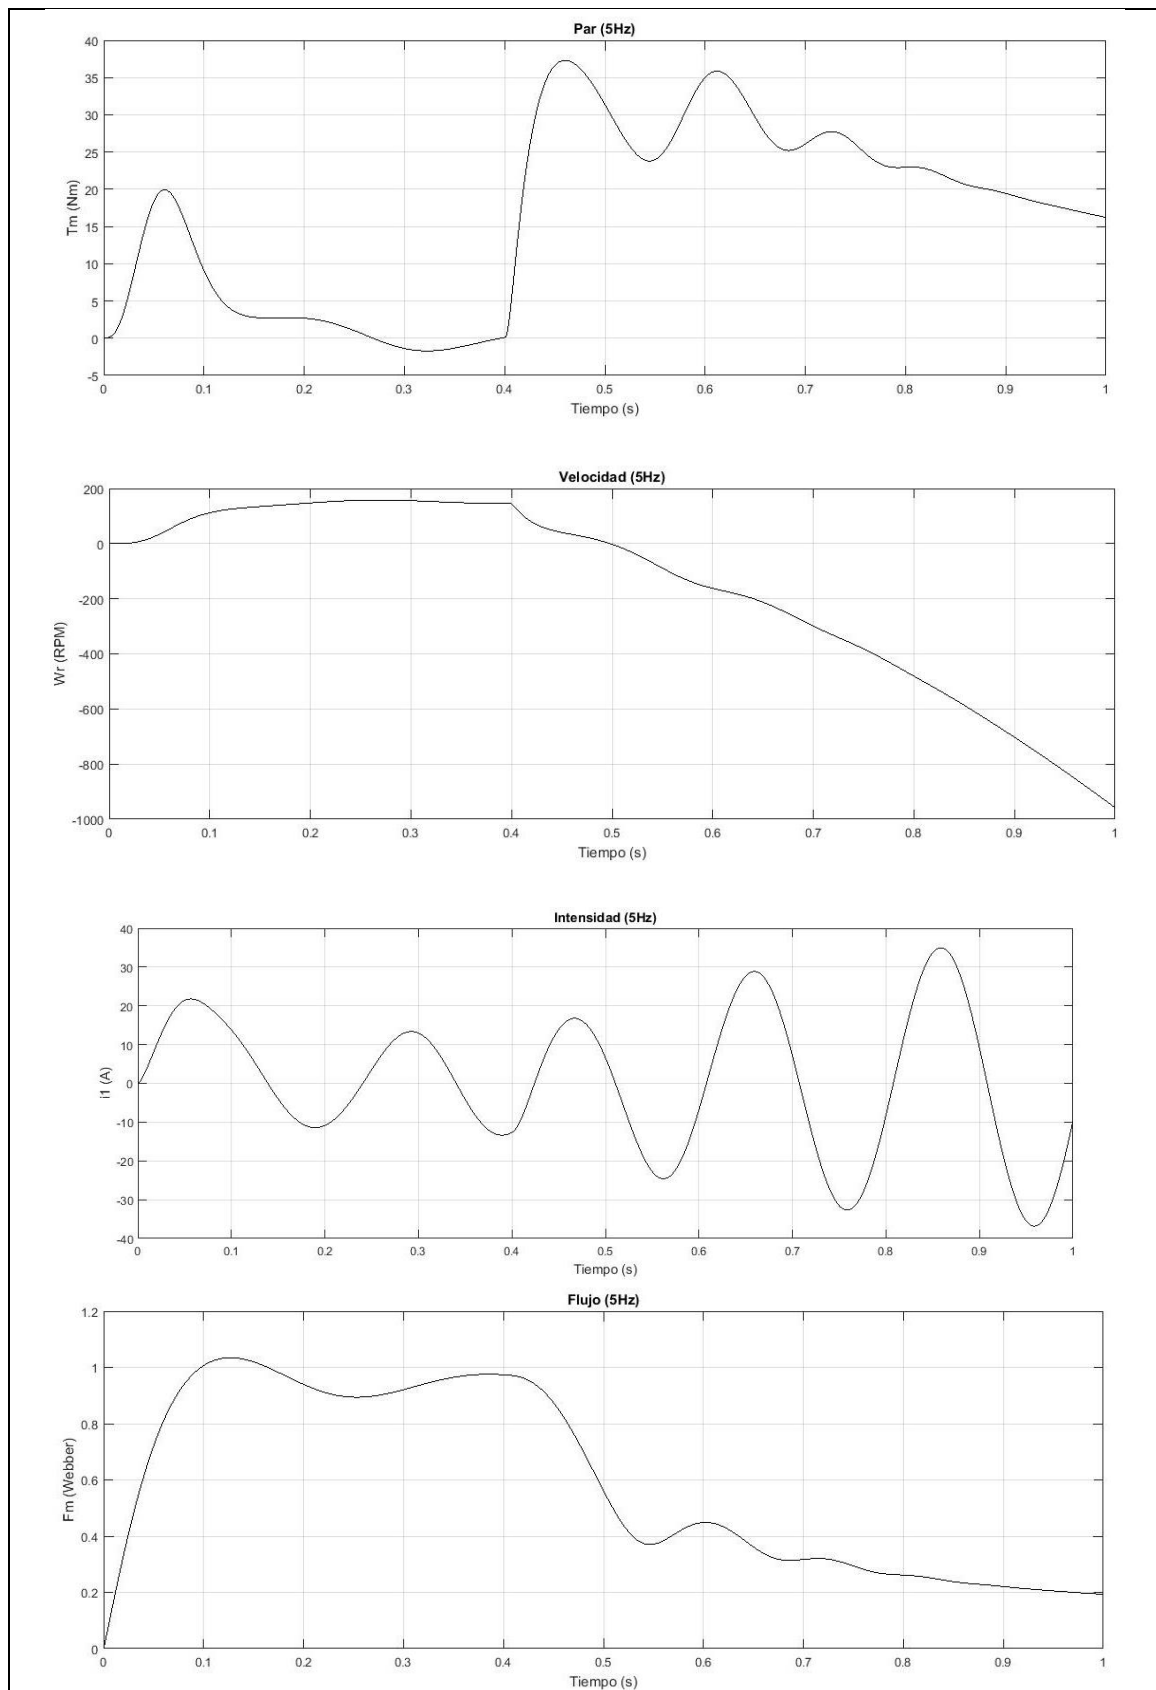 Par (5Hz)
40
35
30
25
20
15
10
5
0
-5
Tm (Nm)
0 0.1 0.2 0.3 0.4 0.5 0.6 0.7 0.8 0.9 1
Tiempo (s)
Velocidad (5Hz)
200
0
-200
-400
-600
-800
-1000
Wr (RPM)
0 0.1 0.2 0.3 0.4 0.5 0.6 0.7 0.8 0.9 1
Tiempo (s)
Intensidad (5Hz)
40
30
20
10
0
-10
-20
-30
-40
i1 (A)
0 0.1 0.2 0.3 0.4 0.5 0.6 0.7 0.8 0.9 1
Tiempo (s)
Flujo (5Hz)
1.2
1
0.8
0.6
0.4
0.2
0
Fm (Webber)
0 0.1 0.2 0.3 0.4 0.5 0.6 0.7 0.8 0.9 1
Tiempo (s)